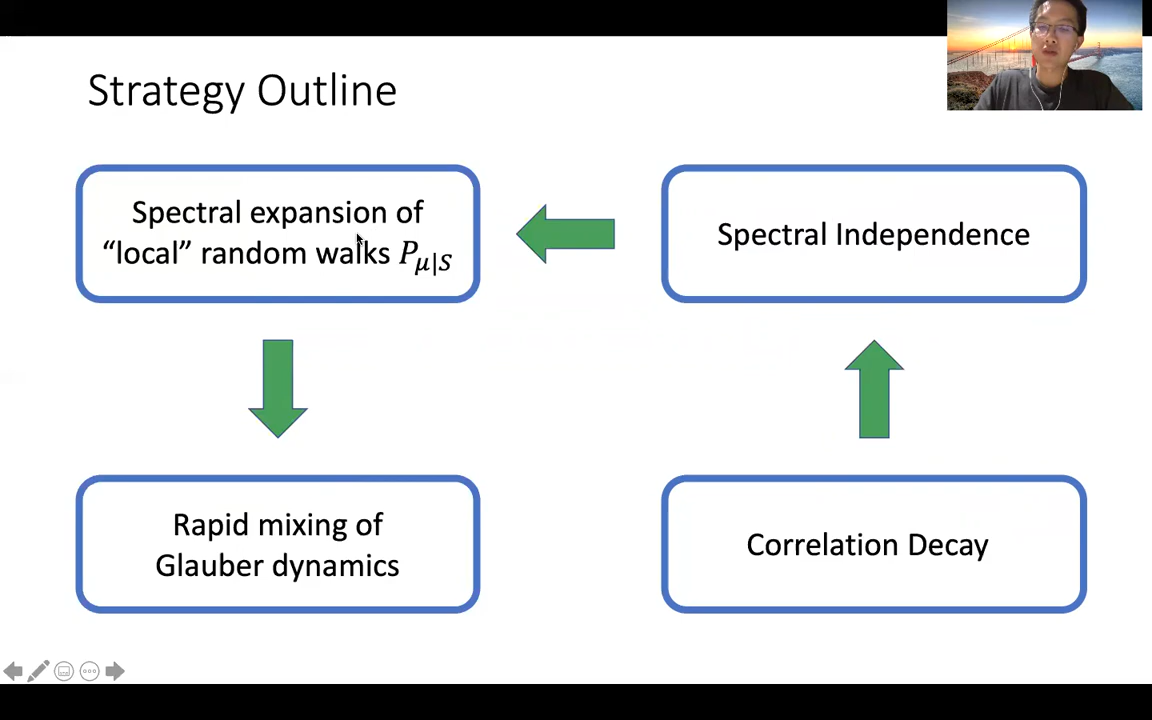 Strategy Outline
Spectral expansion of
“local” random walks P_{μ|S}
Spectral Independence
Rapid mixing of
Glauber dynamics
Correlation Decay